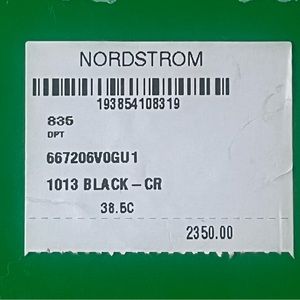 NORDSTROM
193854108319
835
DPT
667206V0GU1
1013 BLACK-CR
38.5C
2350.00